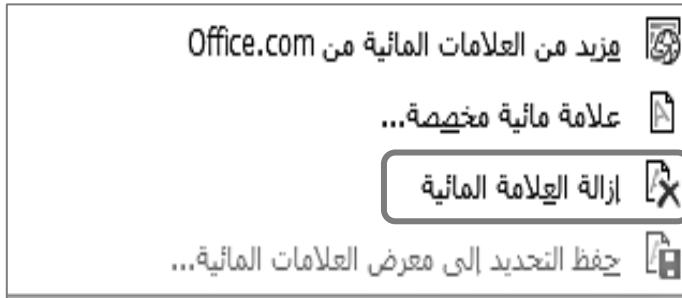 مزيد من العلامات المائية من Office.com
علامة مائية مخصصة...
إزالة العلامة المائية
حفظ التحديد إلى معرض العلامات المائية...